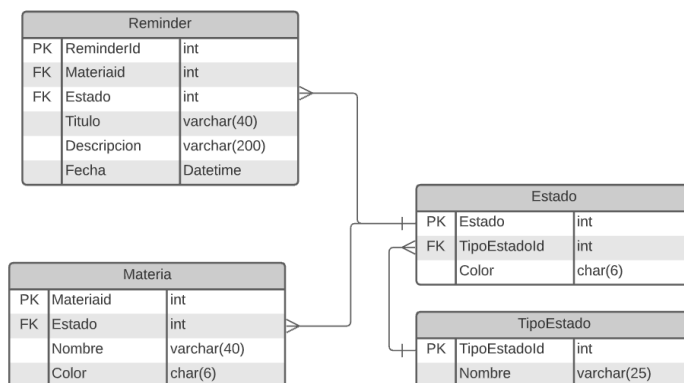 Reminder
PK ReminderId int
FK Materiaid int
FK Estado int
Titulo varchar(40)
Descripcion varchar(200)
Fecha Datetime
Estado
PK Estado int
FK TipoEstadoId int
Color char(6)
Materia
PK Materiaid int
FK Estado int
Nombre varchar(40)
Color char(6)
TipoEstado
PK TipoEstadoId int
Nombre varchar(25)